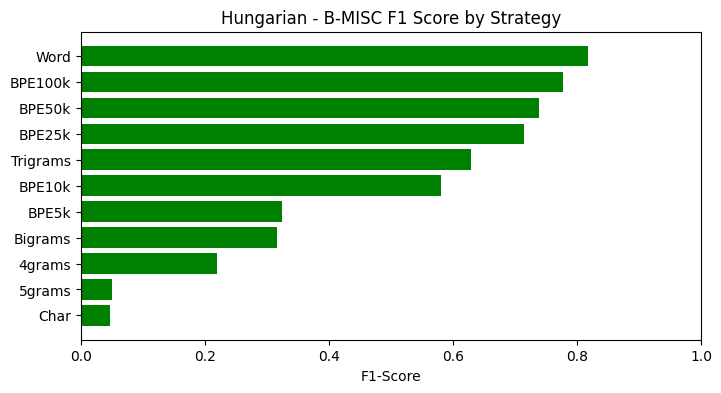 Hungarian - B-MISC F1 Score by Strategy
Word
BPE100k
BPE50k
BPE25k
Trigrams
BPE10k
BPE5k
Bigrams
4grams
5grams
Char
0.0 0.2 0.4 0.6 0.8 1.0
F1-Score